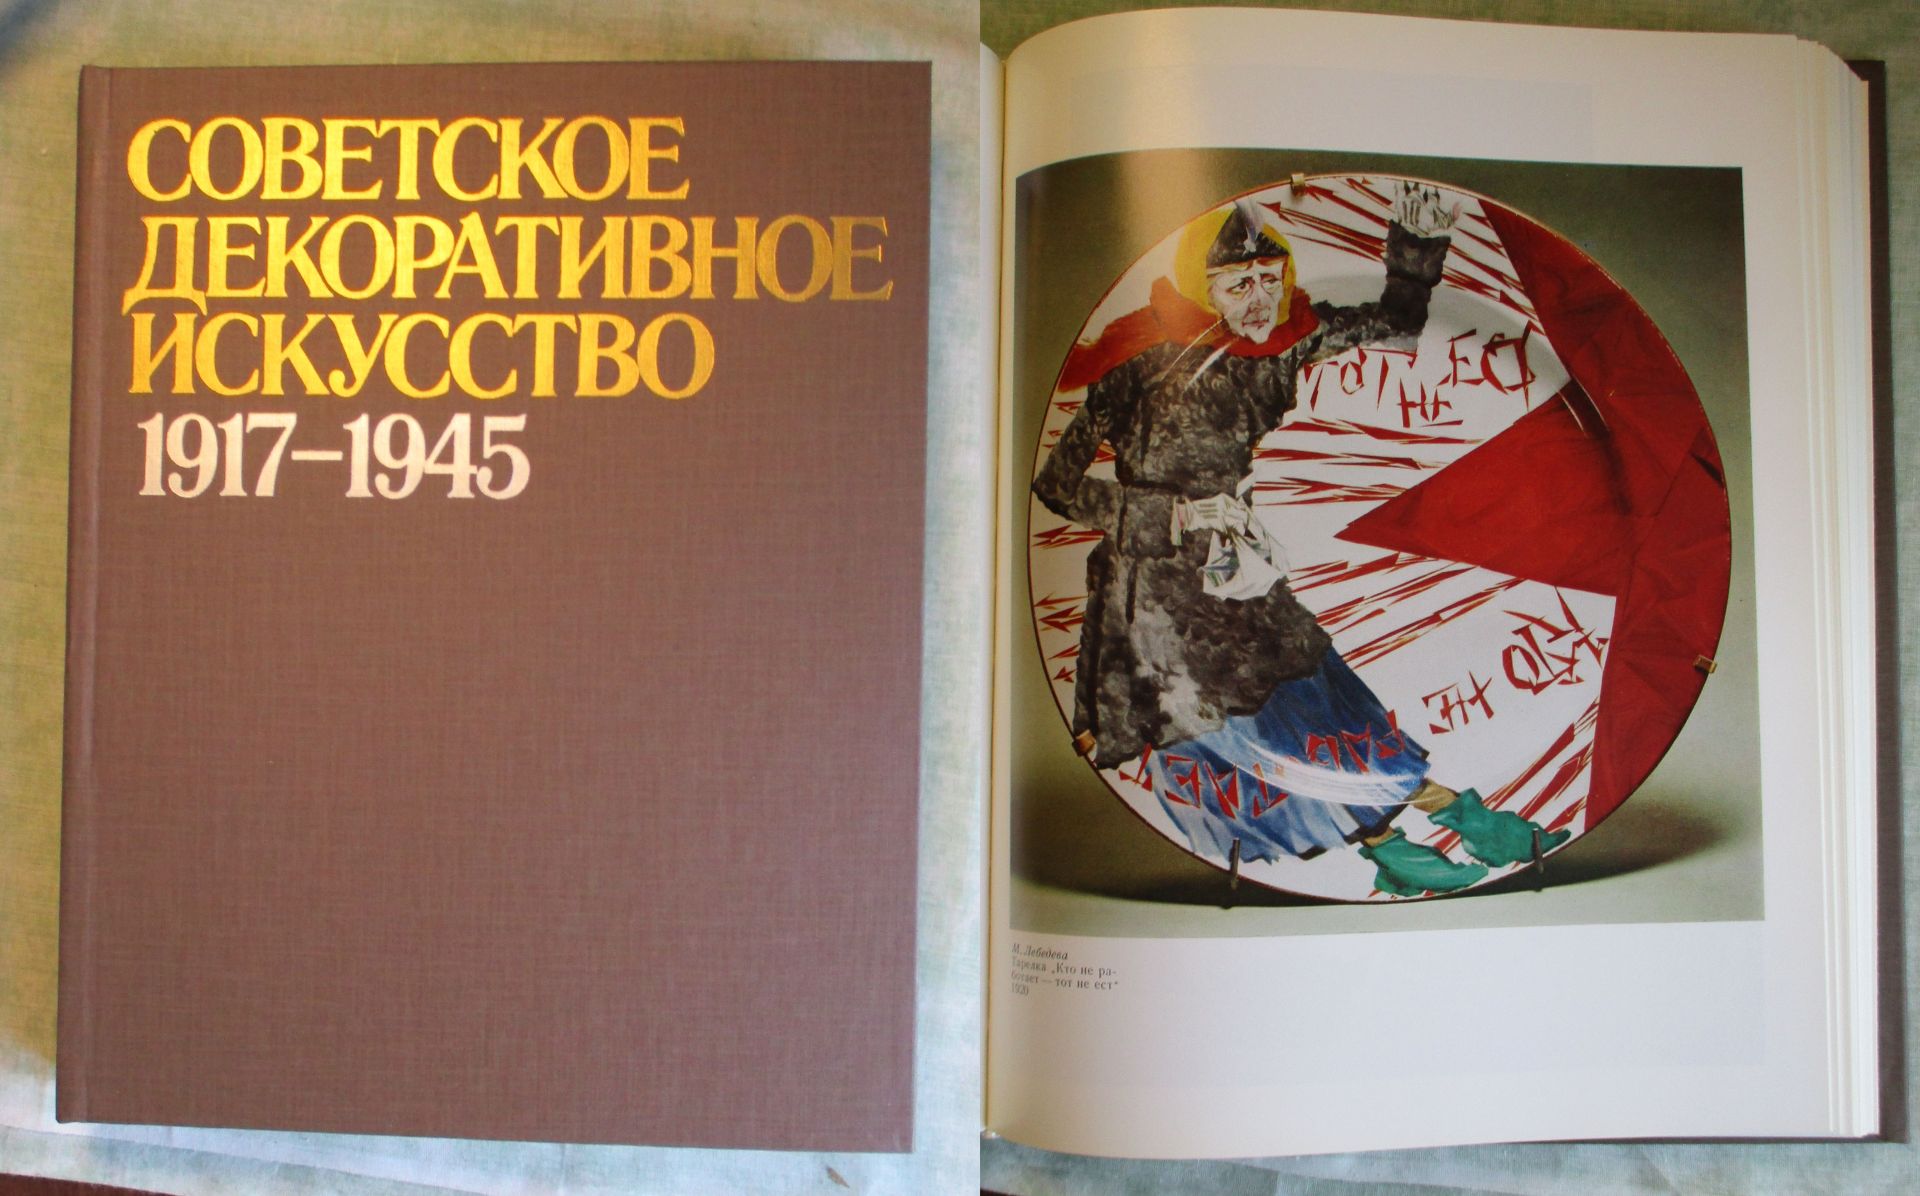 СОВЕТСКОЕ
ДЕКОРАТИВНОЕ
ИСКУССТВО
1917–1945
ТОТ НЕ ЕС
КТО
НЕ
РАБОТАЕТ
М. Лебедева
Тарелка „Кто не ра-
ботает — тот не ест“
1920